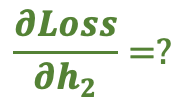 ∂Loss
∂h₂ =?